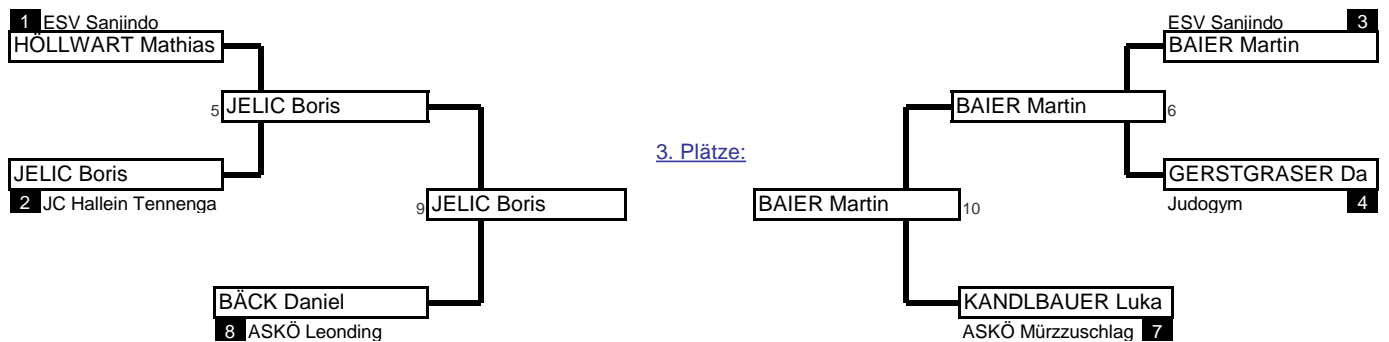 1 ESV Sanjindo
HÖLLWART Mathias
5 JELIC Boris
JELIC Boris
2 JC Hallein Tennenga
9 JELIC Boris
BÄCK Daniel
8 ASKÖ Leonding
3. Plätze:
ESV Sanjindo 3
BAIER Martin
BAIER Martin 6
GERSTGRASER Da
Judogym 4
BAIER Martin 10
KANDLBAUER Luka
ASKÖ Mürzzuschlag 7